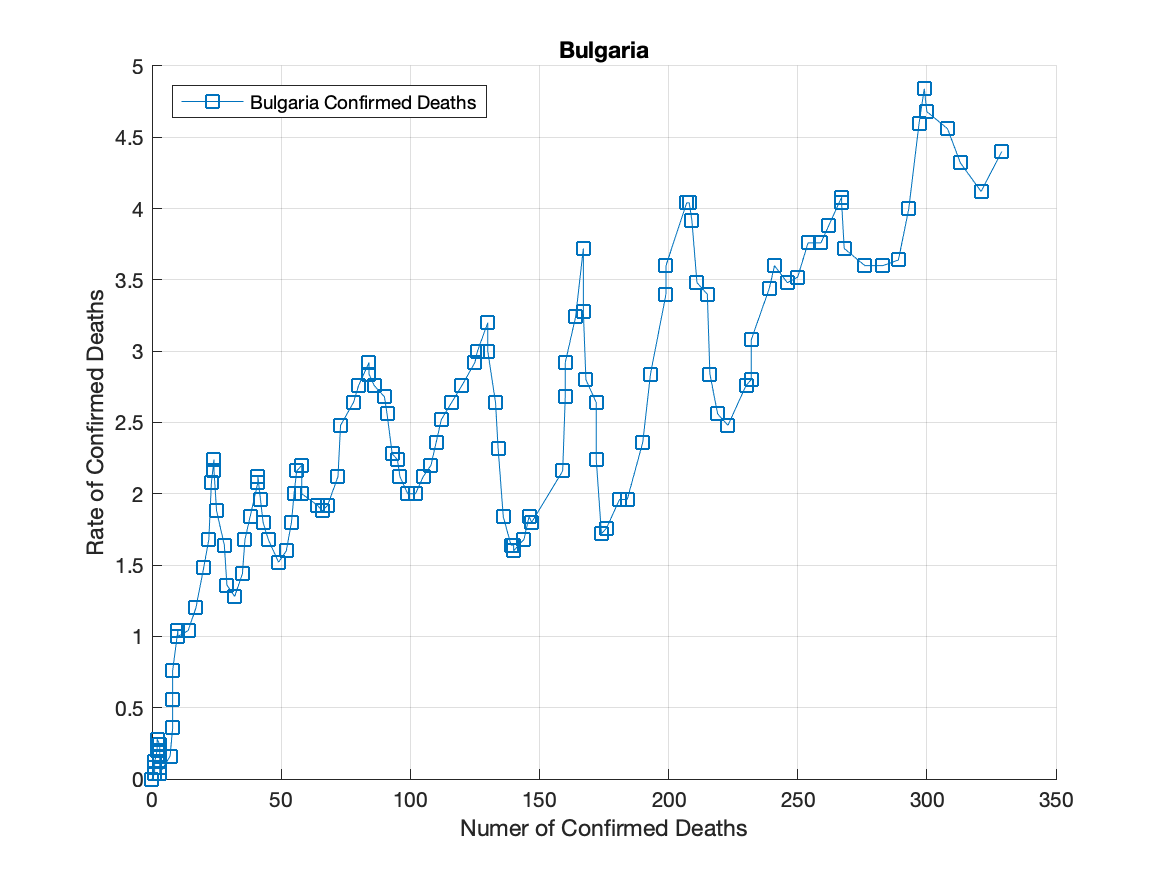 Bulgaria
Bulgaria Confirmed Deaths
5
4.5
4
3.5
3
2.5
2
1.5
1
0.5
0
Rate of Confirmed Deaths
0 50 100 150 200 250 300 350
Numer of Confirmed Deaths